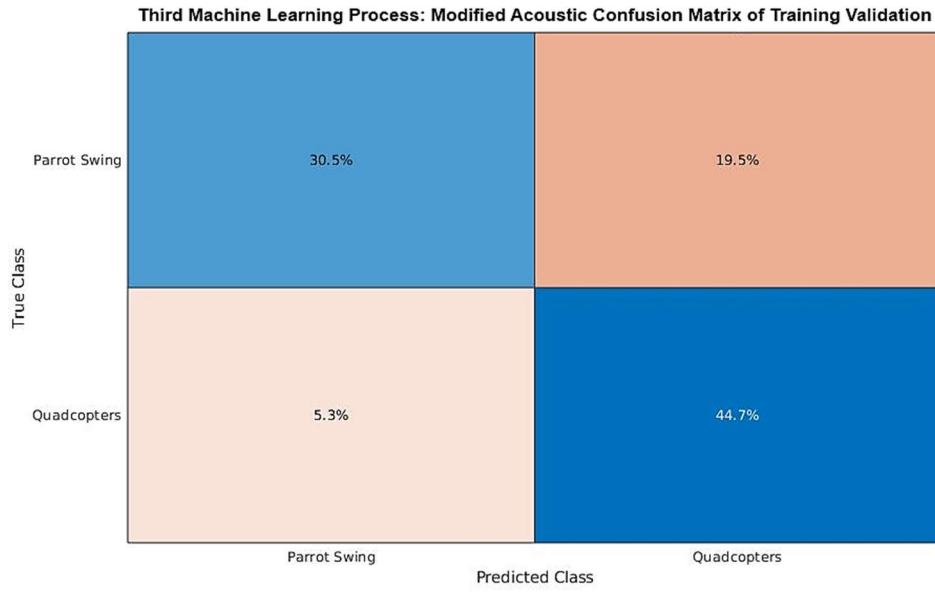 Third Machine Learning Process: Modified Acoustic Confusion Matrix of Training Validation
Parrot Swing
30.5%
19.5%
True Class
Quadcopters
5.3%
44.7%
Parrot Swing
Quadcopters
Predicted Class